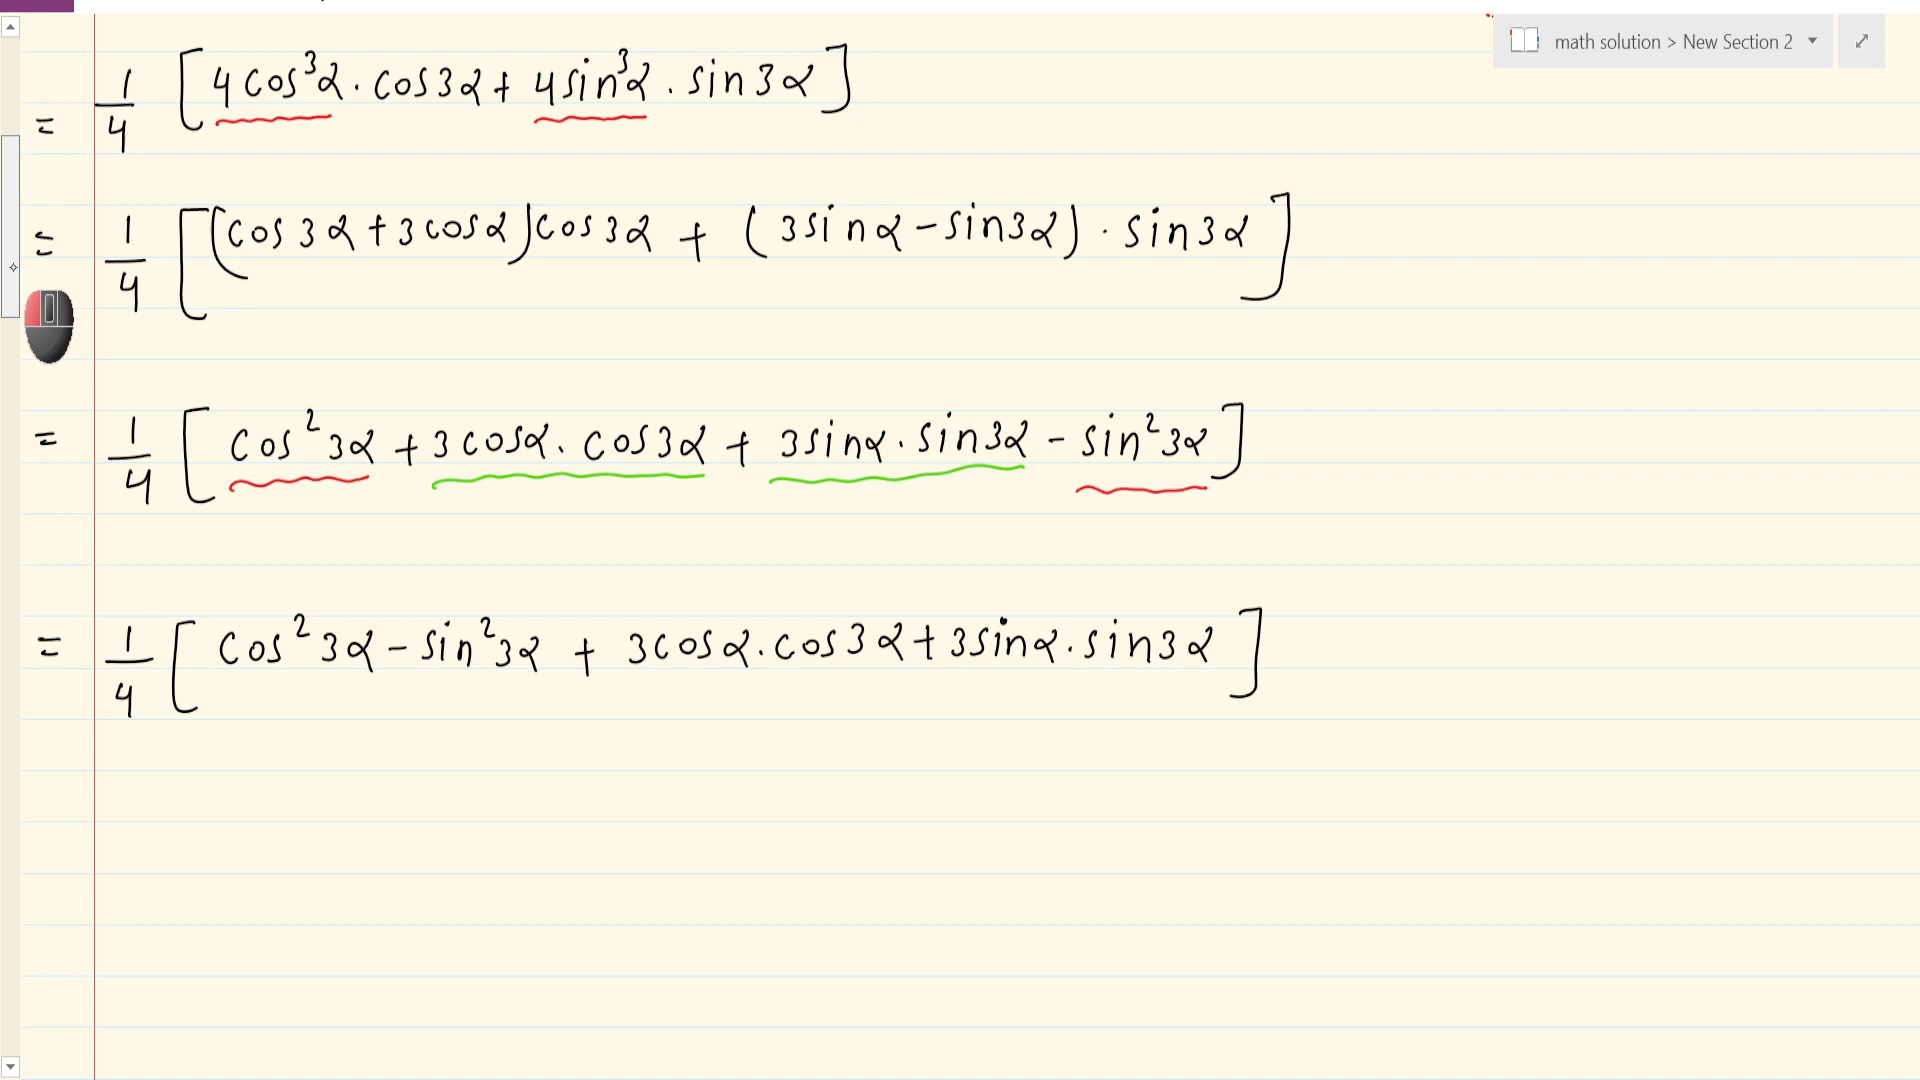 math solution > New Section 2
= 1/4 [4cos³α . cos3α + 4sin³α . sin3α]
= 1/4 [(cos3α + 3cosα)cos3α + (3sinα - sin3α) . sin3α]
= 1/4 [cos²3α + 3cosα . cos3α + 3sinα . sin3α - sin²3α]
= 1/4 [cos²3α - sin²3α + 3cosα . cos3α + 3sinα . sin3α]